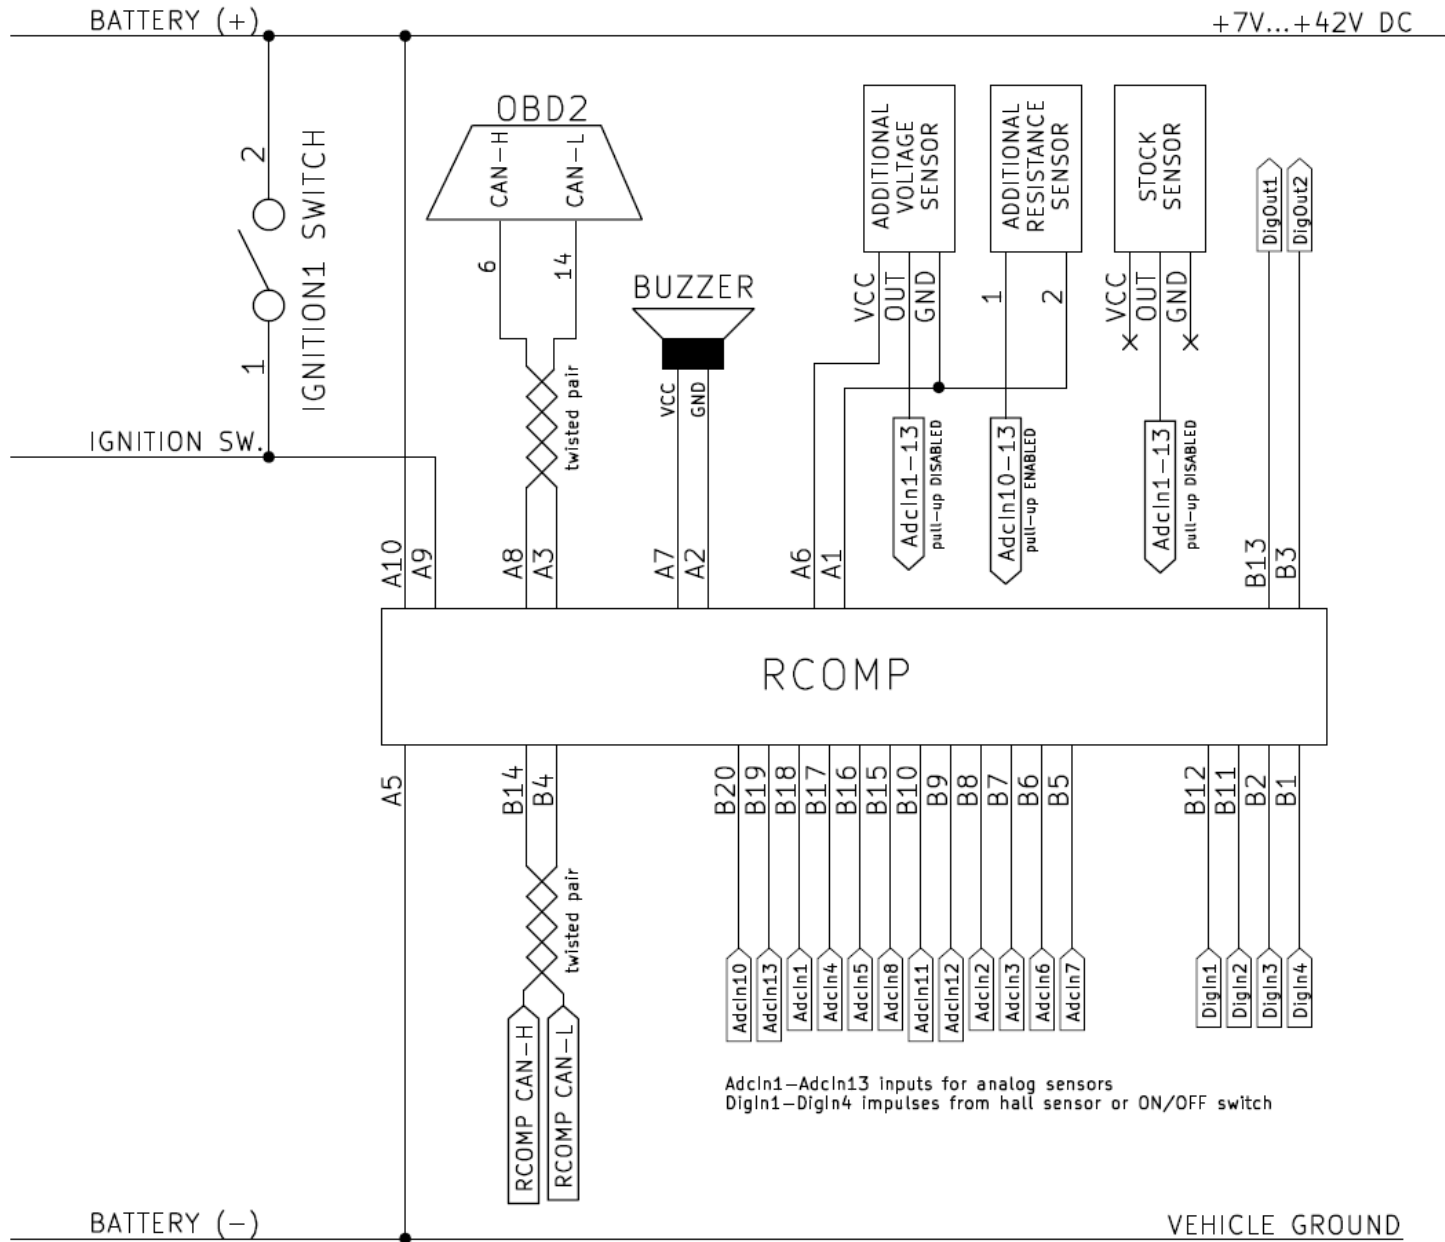 BATTERY (+)
+7V...+42V DC
OBD2
CAN-H
CAN-L
6
14
2
1
IGNITION1 SWITCH
IGNITION SW.
twisted pair
BUZZER
VCC
GND
ADDITIONAL
VOLTAGE
SENSOR
VCC
OUT
GND
ADDITIONAL
RESISTANCE
SENSOR
1
2
STOCK
SENSOR
VCC
OUT
GND
DigOut1
DigOut2
AdcIn1-13
pull-up DISABLED
AdcIn10-13
pull-up ENABLED
AdcIn1-13
pull-up DISABLED
A10
A9
A8
A3
A7
A2
A6
A1
B13
B3
RCOMP
A5
B14
B4
B20
B19
B18
B17
B16
B15
B10
B9
B8
B7
B6
B5
B12
B11
B2
B1
twisted pair
RCOMP CAN-H
RCOMP CAN-L
AdcIn10
AdcIn13
AdcIn1
AdcIn4
AdcIn5
AdcIn8
AdcIn11
AdcIn12
AdcIn2
AdcIn3
AdcIn6
AdcIn7
DigIn1
DigIn2
DigIn3
DigIn4
AdcIn1-AdcIn13 inputs for analog sensors
DigIn1-DigIn4 impulses from hall sensor or ON/OFF switch
BATTERY (-)
VEHICLE GROUND